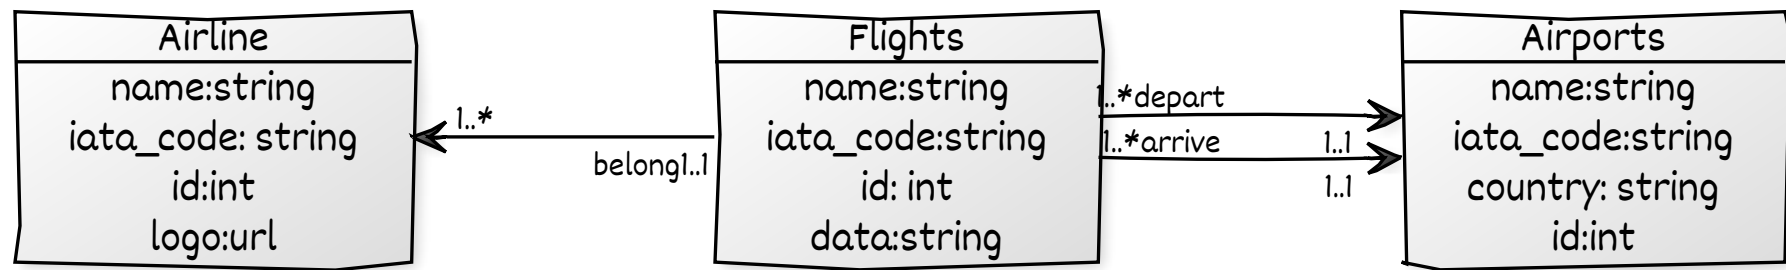 Airline
name:string
iata_code: string
id:int
logo:url
1..*
belong1..1
Flights
name:string
iata_code:string
id: int
data:string
1..*depart
1..*arrive
1..1
1..1
Airports
name:string
iata_code:string
country: string
id:int